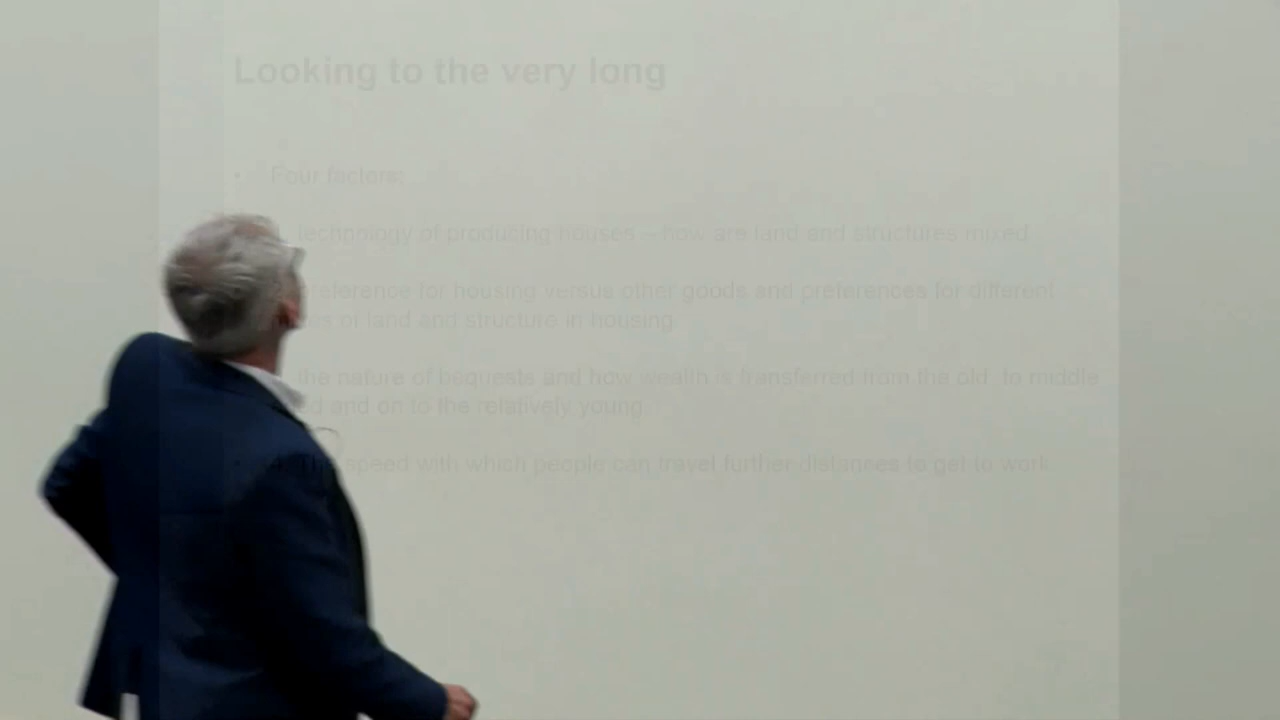 Looking to the very long
• Four factors:
technology of producing houses – how are land and structures mixed
preference for housing versus other goods and preferences for different
of land and structure in housing
the nature of bequests and how wealth is transferred from the old, to middle
and on to the relatively young.
The speed with which people can travel further distances to get to work.